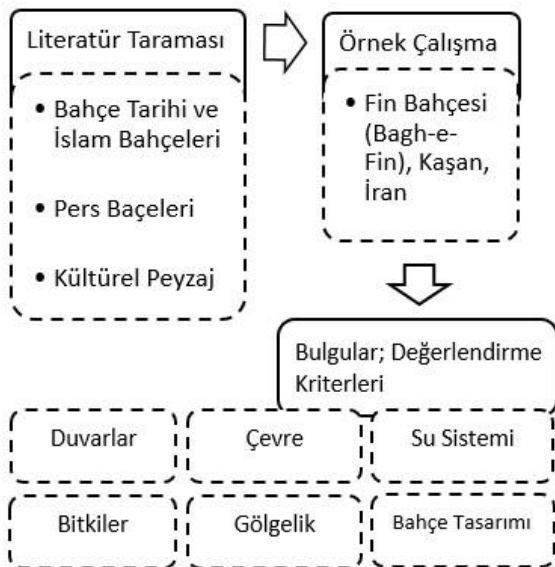 Literatür Taraması
• Bahçe Tarihi ve
İslam Bahçeleri
• Pers Baçeleri
• Kültürel Peyzaj
Örnek Çalışma
• Fin Bahçesi
(Bagh-e-
Fin), Kaşan,
İran
Bulgular; Değerlendirme
Kriterleri
Duvarlar
Çevre
Su Sistemi
Bitkiler
Gölgelik
Bahçe Tasarımı